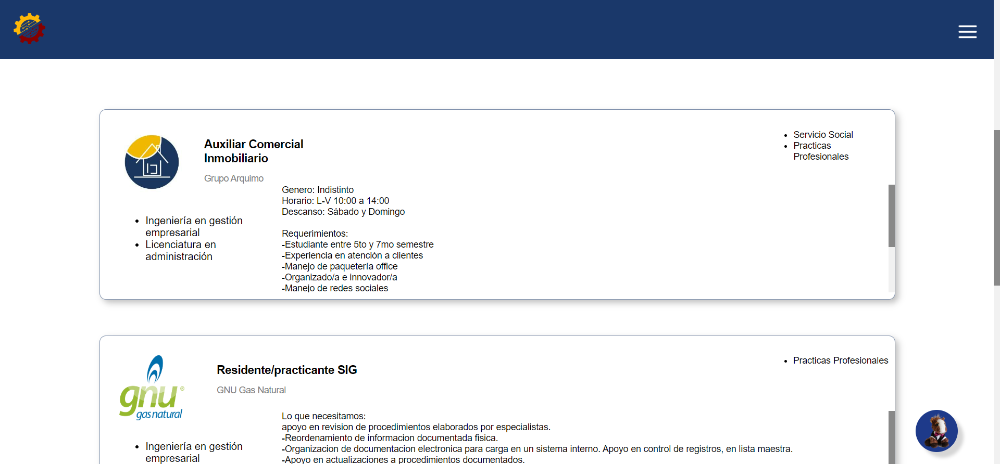 Auxiliar Comercial
Inmobiliario
Grupo Arquimo
Servicio Social
Practicas
Profesionales
Ingeniería en gestión
empresarial
Licenciatura en
administración
Genero: Indistinto
Horario: L-V 10:00 a 14:00
Descanso: Sábado y Domingo
Requerimientos:
-Estudiante entre 5to y 7mo semestre
-Experiencia en atención a clientes
-Manejo de paquetería office
-Organizado/a e innovador/a
-Manejo de redes sociales
gnu®
gas natural
Residente/practicante SIG
GNU Gas Natural
Practicas Profesionales
Ingeniería en gestión
empresarial
Lo que necesitamos:
apoyo en revision de procedimientos elaborados por especialistas.
-Reordenamiento de informacion documentada fisica.
-Organizacion de documentacion electronica para carga en un sistema interno. Apoyo en control de registros, en lista maestra.
-Apoyo en actualizaciones a procedimientos documentados.